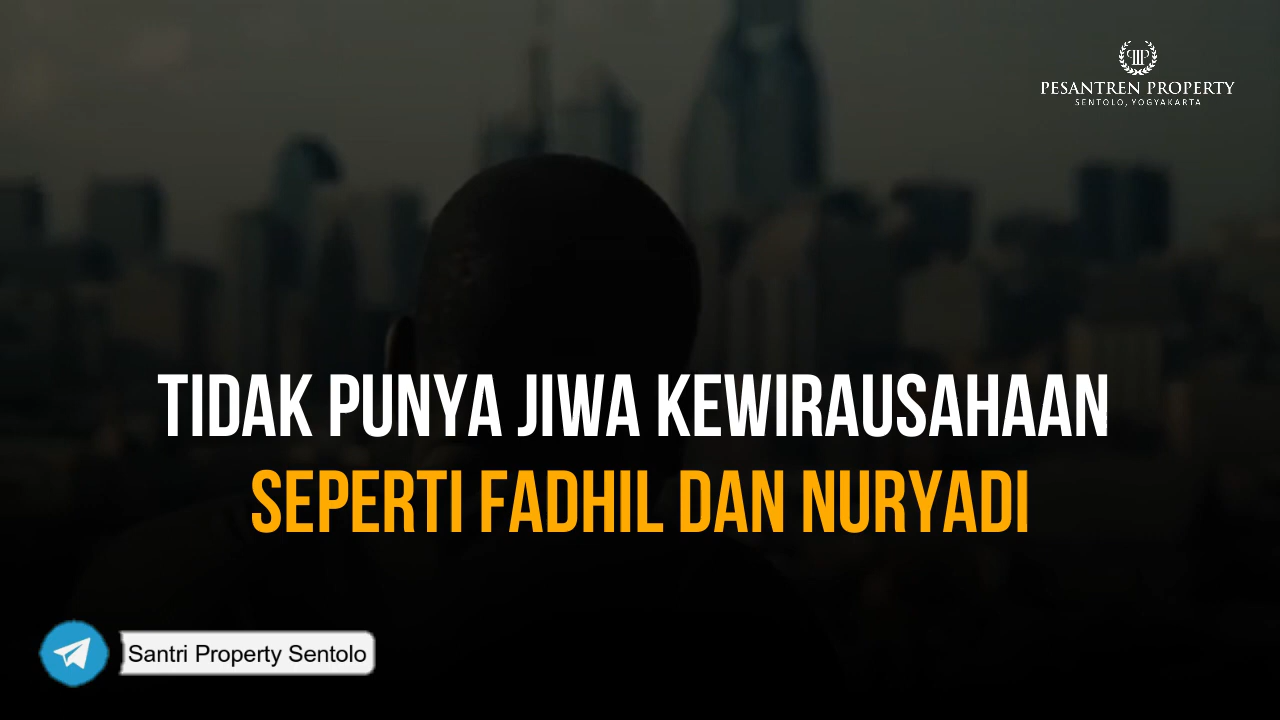 PESANTREN PROPERTY
SENTOLO, YOGYAKARTA
TIDAK PUNYA JIWA KEWIRAUSAHAAN
SEPERTI FADHIL DAN NURYADI
Santri Property Sentolo